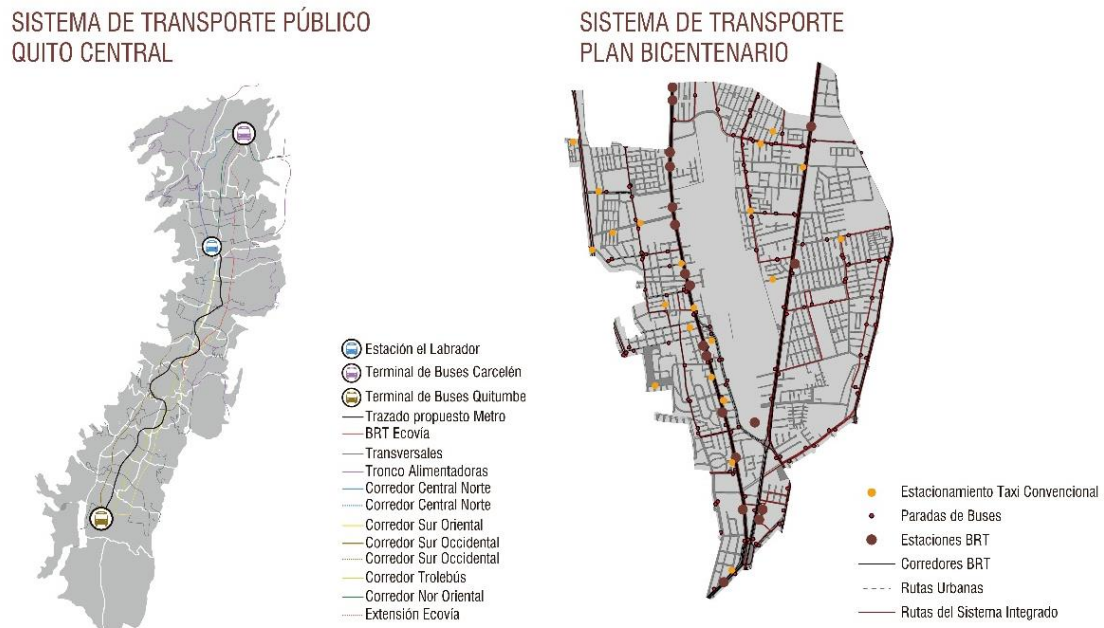 SISTEMA DE TRANSPORTE PÚBLICO
QUITO CENTRAL
Estación el Labrador
Terminal de Buses Carcelén
Terminal de Buses Quitumbe
Trazado propuesto Metro
BRT Ecovía
Transversales
Tronco Alimentadoras
Corredor Central Norte
Corredor Central Norte
Corredor Sur Oriental
Corredor Sur Occidental
Corredor Sur Occidental
Corredor Trolebús
Corredor Nor Oriental
Extensión Ecovía
SISTEMA DE TRANSPORTE
PLAN BICENTENARIO
Estacionamiento Taxi Convencional
Paradas de Buses
Estaciones BRT
Corredores BRT
Rutas Urbanas
Rutas del Sistema Integrado